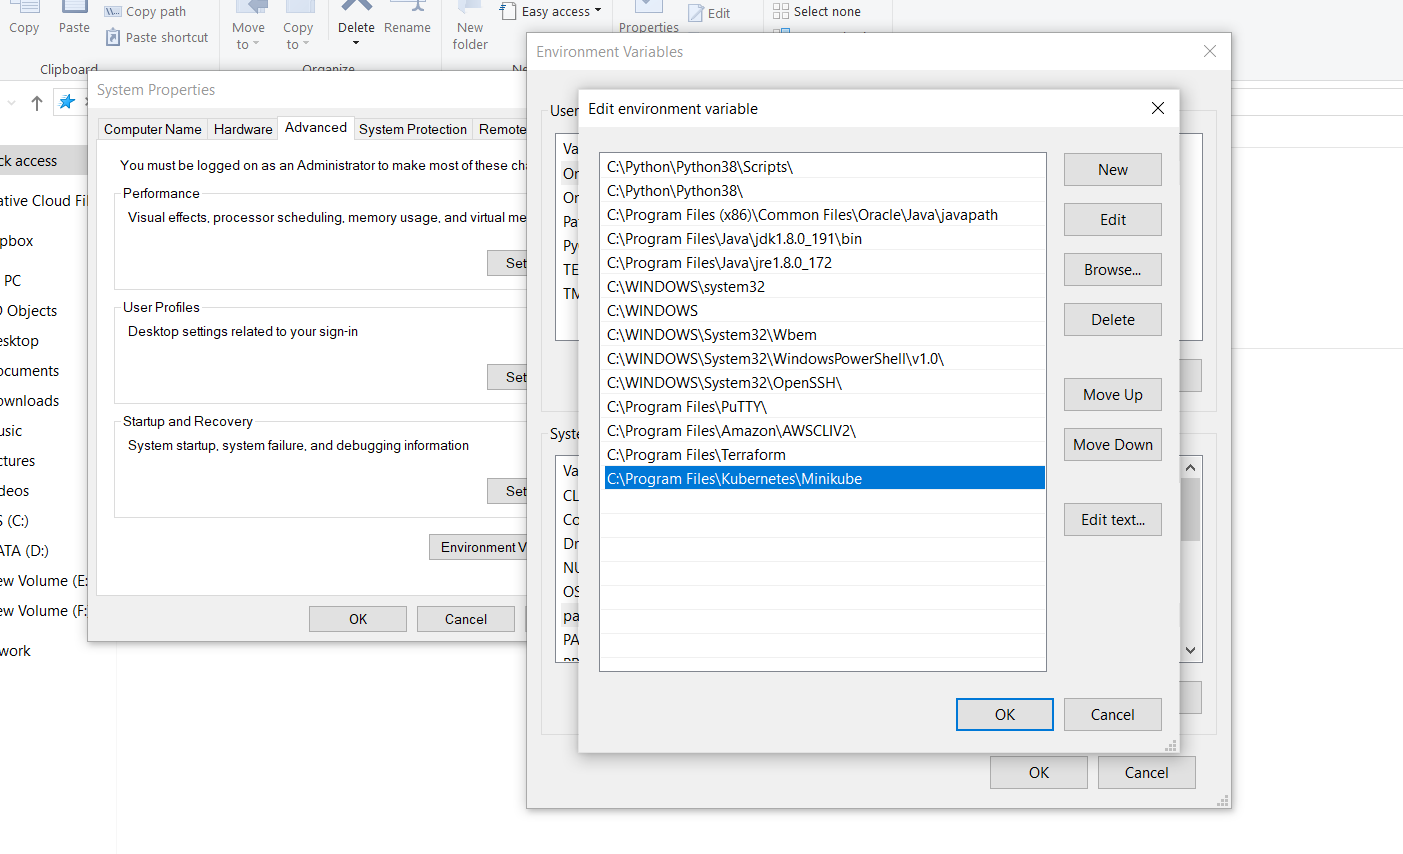 Copy
Paste
Copy path
Paste shortcut
Clipboard
Move
to
Copy
to
Delete
Rename
Organize
New
folder
Easy access
Properties
Edit
Select none
ck access
ative Cloud Fi
pbox
PC
D Objects
esktop
ocuments
ownloads
usic
ctures
deos
S (C:)
ATA (D:)
ew Volume (E:
ew Volume (F:
work
System Properties
Computer Name
Hardware
Advanced
System Protection
Remote
You must be logged on as an Administrator to make most of these cha
Performance
Visual effects, processor scheduling, memory usage, and virtual me
Set
User Profiles
Desktop settings related to your sign-in
Set
Startup and Recovery
System startup, system failure, and debugging information
Set
Environment V
OK
Cancel
Environment Variables
User
Va
On
On
Pat
Py
TE
TM
Syste
Va
CL
Co
Dr
NU
OS
pa
PA
OK
Cancel
Edit environment variable
C:\Python\Python38\Scripts\
C:\Python\Python38\
C:\Program Files (x86)\Common Files\Oracle\Java\javapath
C:\Program Files\Java\jdk1.8.0_191\bin
C:\Program Files\Java\jre1.8.0_172
C:\WINDOWS\system32
C:\WINDOWS
C:\WINDOWS\System32\Wbem
C:\WINDOWS\System32\WindowsPowerShell\v1.0\
C:\WINDOWS\System32\OpenSSH\
C:\Program Files\PuTTY\
C:\Program Files\Amazon\AWSCLIV2\
C:\Program Files\Terraform
C:\Program Files\Kubernetes\Minikube
New
Edit
Browse...
Delete
Move Up
Move Down
Edit text...
OK
Cancel